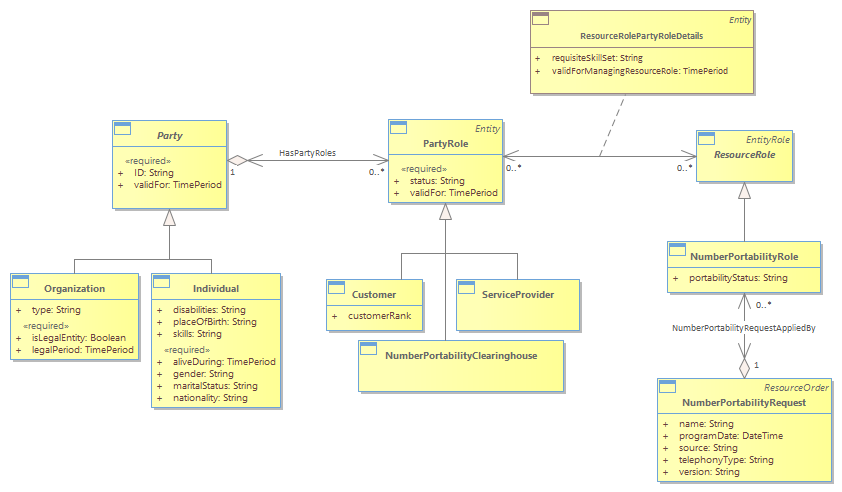 Entity
ResourceRolePartyRoleDetails
+ requisiteSkillSet: String
+ validForManagingResourceRole: TimePeriod
Party
«required»
+ ID: String
+ validFor: TimePeriod
HasPartyRoles
1
0..*
Entity
PartyRole
«required»
+ status: String
+ validFor: TimePeriod
0..*
0..*
EntityRole
ResourceRole
Organization
+ type: String
«required»
+ isLegalEntity: Boolean
+ legalPeriod: TimePeriod
Individual
+ disabilities: String
+ placeOfBirth: String
+ skills: String
«required»
+ aliveDuring: TimePeriod
+ gender: String
+ maritalStatus: String
+ nationality: String
Customer
+ customerRank
ServiceProvider
NumberPortabilityClearinghouse
NumberPortabilityRole
+ portabilityStatus: String
0..*
NumberPortabilityRequestAppliedBy
1
ResourceOrder
NumberPortabilityRequest
+ name: String
+ programDate: DateTime
+ source: String
+ telephonyType: String
+ version: String